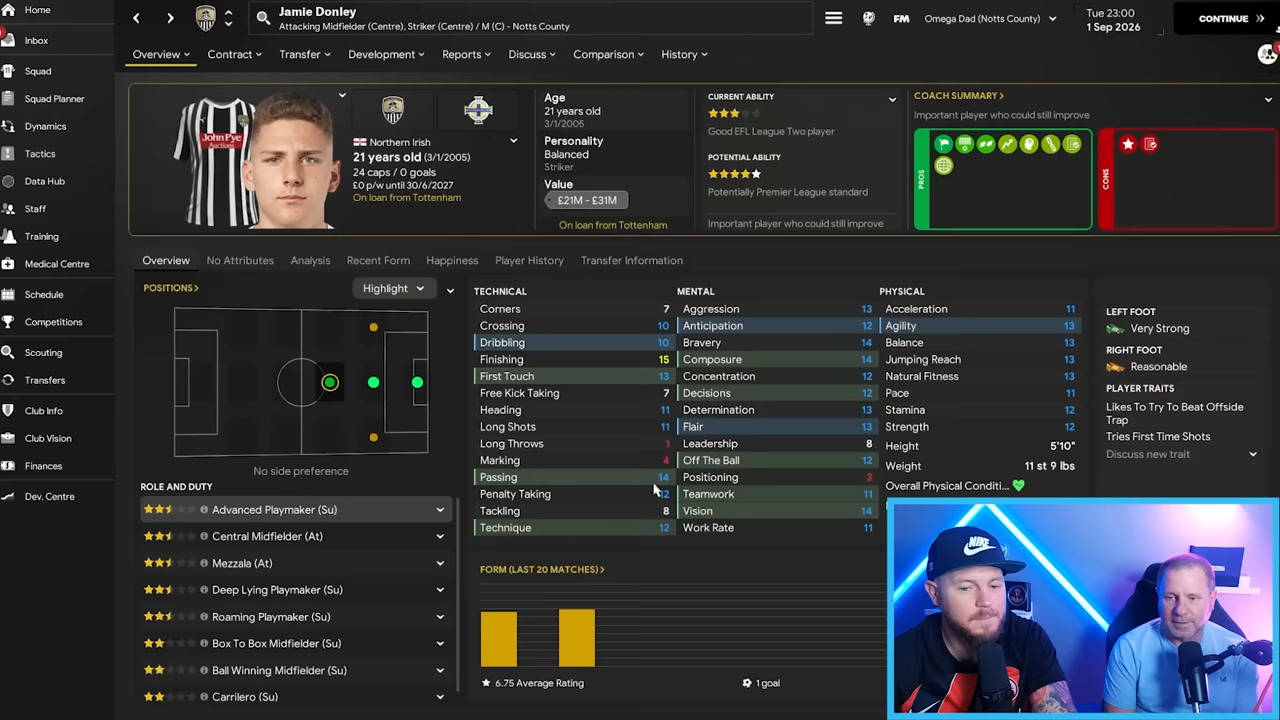 Home
Inbox
Squad
Squad Planner
Dynamics
Tactics
Data Hub
Staff
Training
Medical Centre
Schedule
Competitions
Scouting
Transfers
Club Info
Club Vision
Finances
Dev. Centre
Jamie Donley
Attacking Midfielder (Centre), Striker (Centre) / M (C) - Notts County
FM
Omega Dad (Notts County)
Tue 23:00
1 Sep 2026
CONTINUE
Overview
Contract
Transfer
Development
Reports
Discuss
Comparison
History
John Pye
Auctions
Northern Irish
21 years old (3/1/2005)
24 caps / 0 goals
£0 p/w until 30/6/2027
On loan from Tottenham
Age
21 years old
3/1/2005
Personality
Balanced
Striker
Value
£21M - £31M
On loan from Tottenham
CURRENT ABILITY
Good EFL League Two player
POTENTIAL ABILITY
Potentially Premier League standard
Important player who could still improve
COACH SUMMARY
Important player who could still improve
PROS
CONS
Overview
No Attributes
Analysis
Recent Form
Happiness
Player History
Transfer Information
POSITIONS
Highlight
No side preference
ROLE AND DUTY
Advanced Playmaker (Su)
Central Midfielder (At)
Mezzala (At)
Deep Lying Playmaker (Su)
Roaming Playmaker (Su)
Box To Box Midfielder (Su)
Ball Winning Midfielder (Su)
Carrilero (Su)
TECHNICAL
Corners 7
Crossing 10
Dribbling 10
Finishing 15
First Touch 13
Free Kick Taking 7
Heading 11
Long Shots 11
Long Throws 1
Marking 4
Passing 14
Penalty Taking 12
Tackling 8
Technique 12
MENTAL
Aggression 13
Anticipation 12
Bravery 14
Composure 14
Concentration 12
Decisions 12
Determination 13
Flair 13
Leadership 8
Off The Ball 12
Positioning 3
Teamwork 11
Vision 14
Work Rate 11
PHYSICAL
Acceleration 11
Agility 13
Balance 13
Jumping Reach 13
Natural Fitness 13
Pace 11
Stamina 12
Strength 12
Height 5'10"
Weight 11 st 9 lbs
Overall Physical Conditi...
LEFT FOOT
Very Strong
RIGHT FOOT
Reasonable
PLAYER TRAITS
Likes To Try To Beat Offside
Trap
Tries First Time Shots
Discuss new trait
FORM (LAST 20 MATCHES)
6.75 Average Rating
1 goal
NIKE